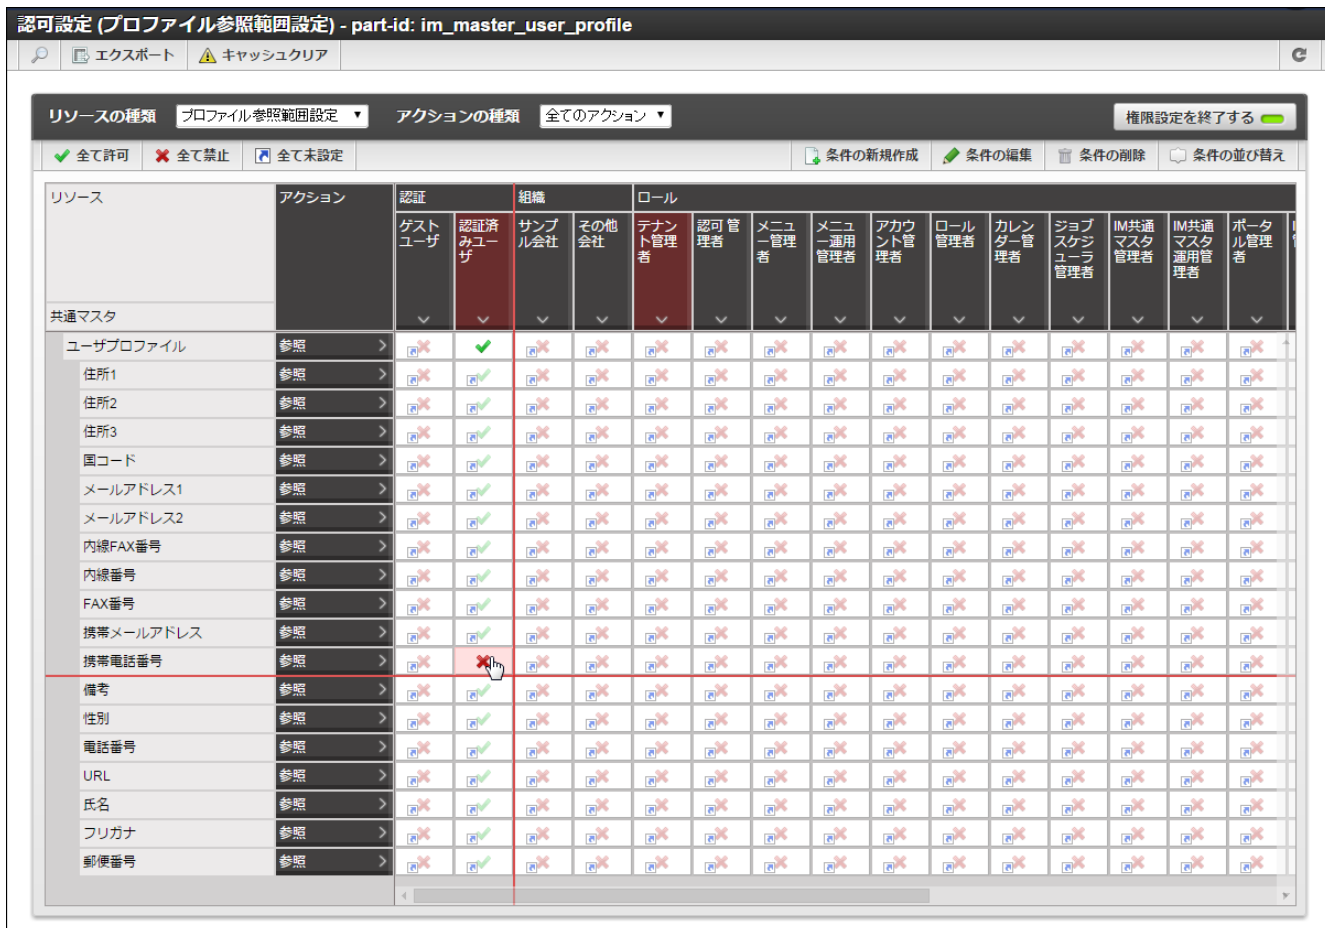 認可設定 (プロファイル参照範囲設定) - part-id: im_master_user_profile
エクスポート キャッシュクリア
リソースの種類 プロファイル参照範囲設定 アクションの種類 全てのアクション 権限設定を終了する
全て許可 全て禁止 全て未設定 条件の新規作成 条件の編集 条件の削除 条件の並び替え
リソース アクション 認証 組織 ロール
ゲストユーザ 認証済みユーザ サンプル会社 その他会社 テナント管理者 認可管理者 メニュー管理者 メニュー運用管理者 アカウント管理者 ロール管理者 カレンダー管理者 ジョブスケジューラ管理者 IM共通マスタ管理者 IM共通マスタ運用管理者 ポータル管理者
共通マスタ
ユーザプロファイル 参照
住所1 参照
住所2 参照
住所3 参照
国コード 参照
メールアドレス1 参照
メールアドレス2 参照
内線FAX番号 参照
内線番号 参照
FAX番号 参照
携帯メールアドレス 参照
携帯電話番号 参照
備考 参照
性別 参照
電話番号 参照
URL 参照
氏名 参照
フリガナ 参照
郵便番号 参照